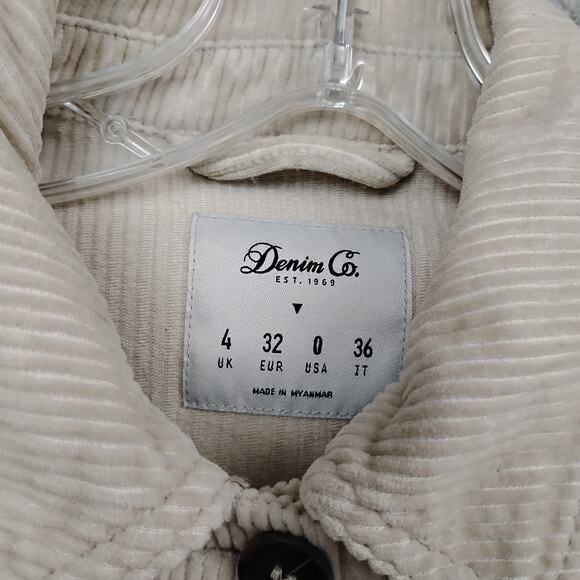 Denim Co.
EST. 1969
4 32 0 36
UK EUR USA IT
MADE IN MYANMAR